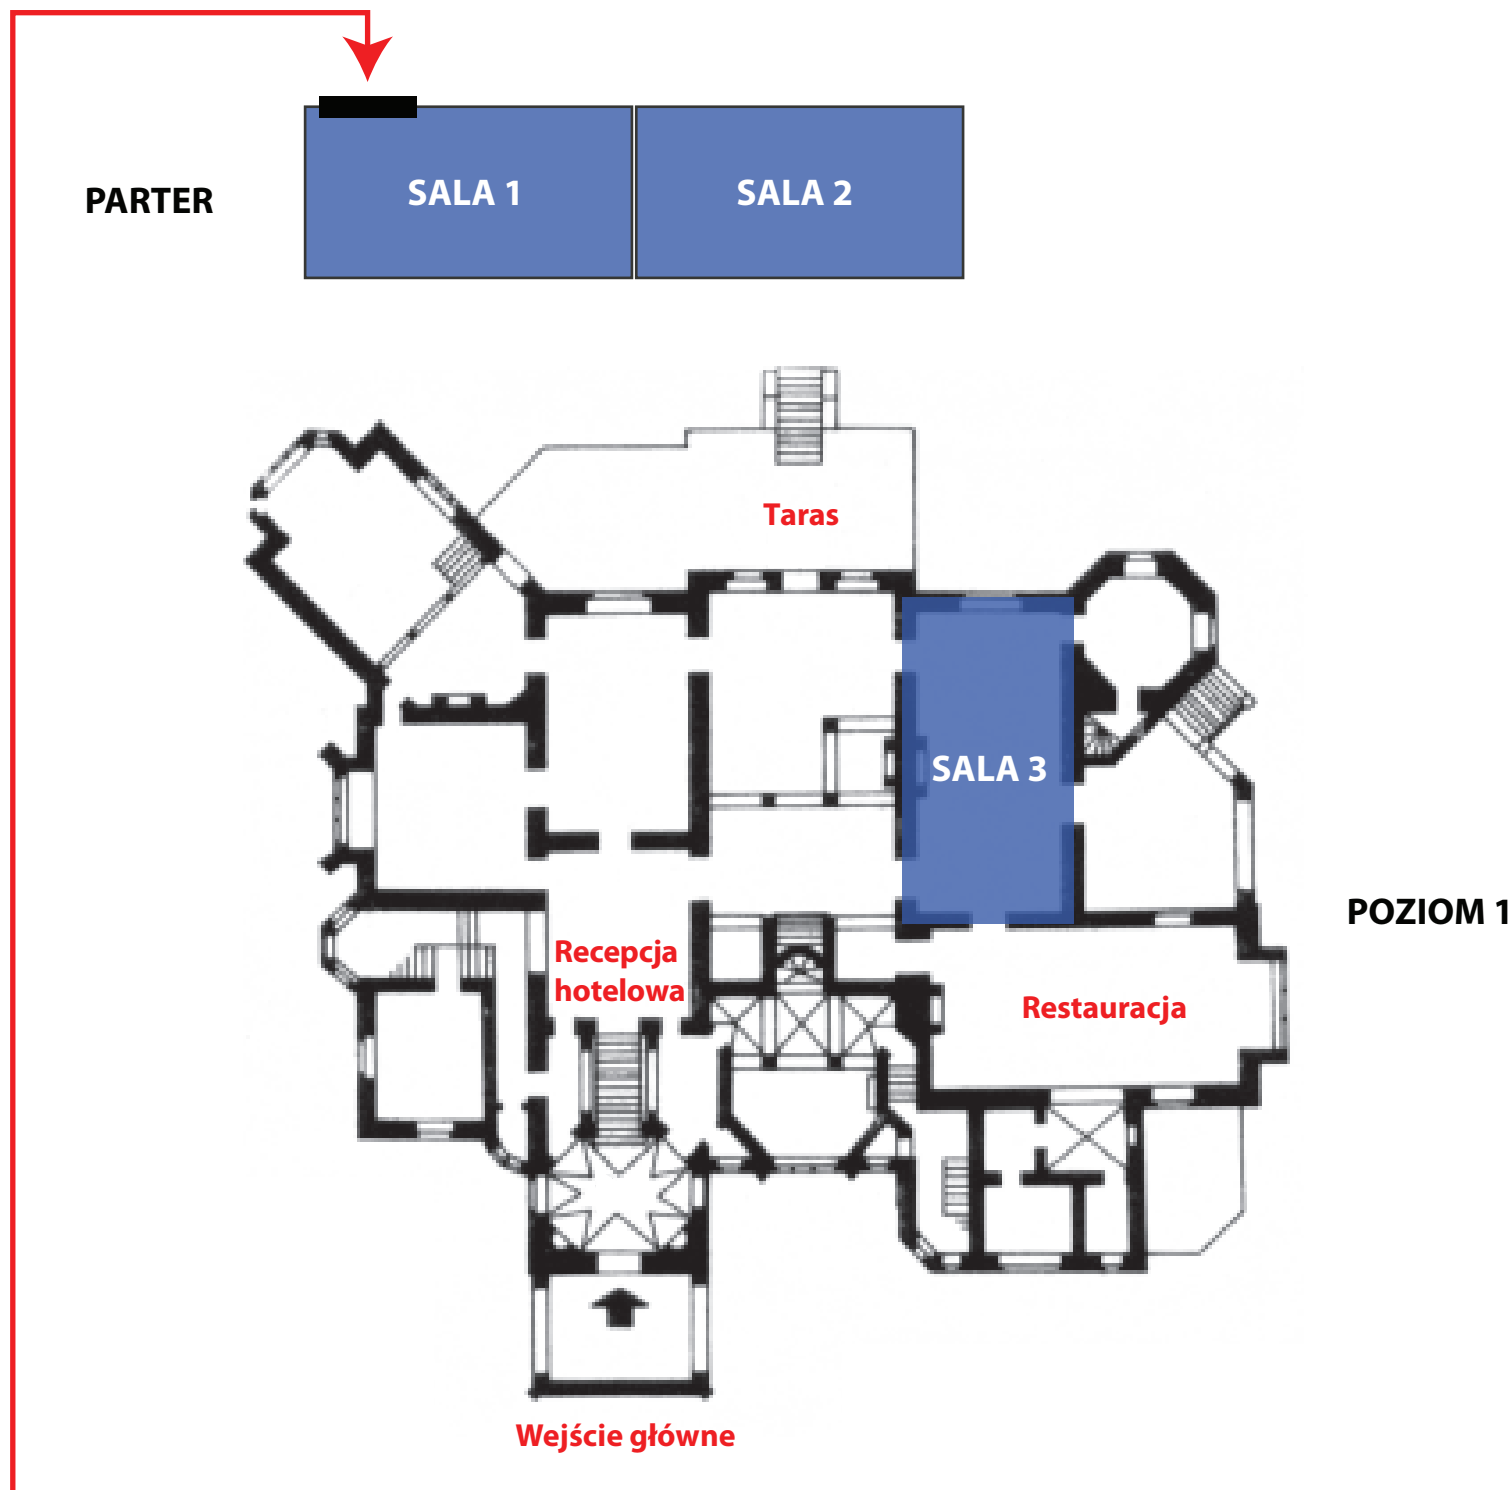 PARTER
SALA 1
SALA 2
Taras
SALA 3
POZIOM 1
Recepcja
hotelowa
Restauracja
Wejście główne